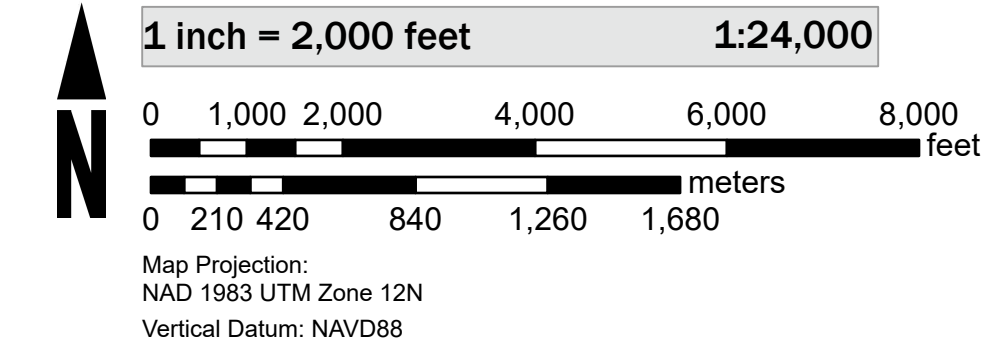 1 inch = 2,000 feet 1:24,000
0 1,000 2,000 4,000 6,000 8,000
feet
N
meters
0 210 420 840 1,260 1,680
Map Projection:
NAD 1983 UTM Zone 12N
Vertical Datum: NAVD88